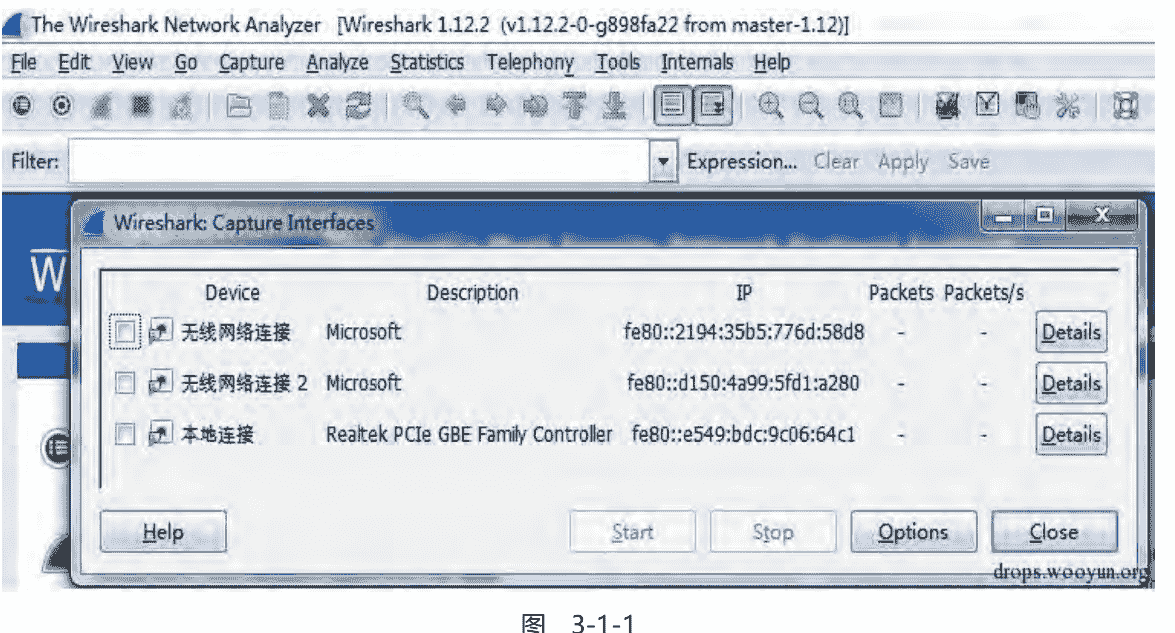 The Wireshark Network Analyzer [Wireshark 1.12.2 (v1.12.2-0-g898fa22 from master-1.12)]
File Edit View Go Capture Analyze Statistics Telephony Tools Internals Help
Filter: Expression... Clear Apply Save
Wireshark: Capture Interfaces
W
Device Description IP Packets Packets/s
无线网络连接 Microsoft fe80::2194:35b5:776d:58d8 - - Details
无线网络连接 2 Microsoft fe80::d150:4a99:5fd1:a280 - - Details
本地连接 Realtek PCIe GBE Family Controller fe80::e549:bdc:9c06:64c1 - - Details
Help Start Stop Options Close
drops.wooyun.org
图 3-1-1